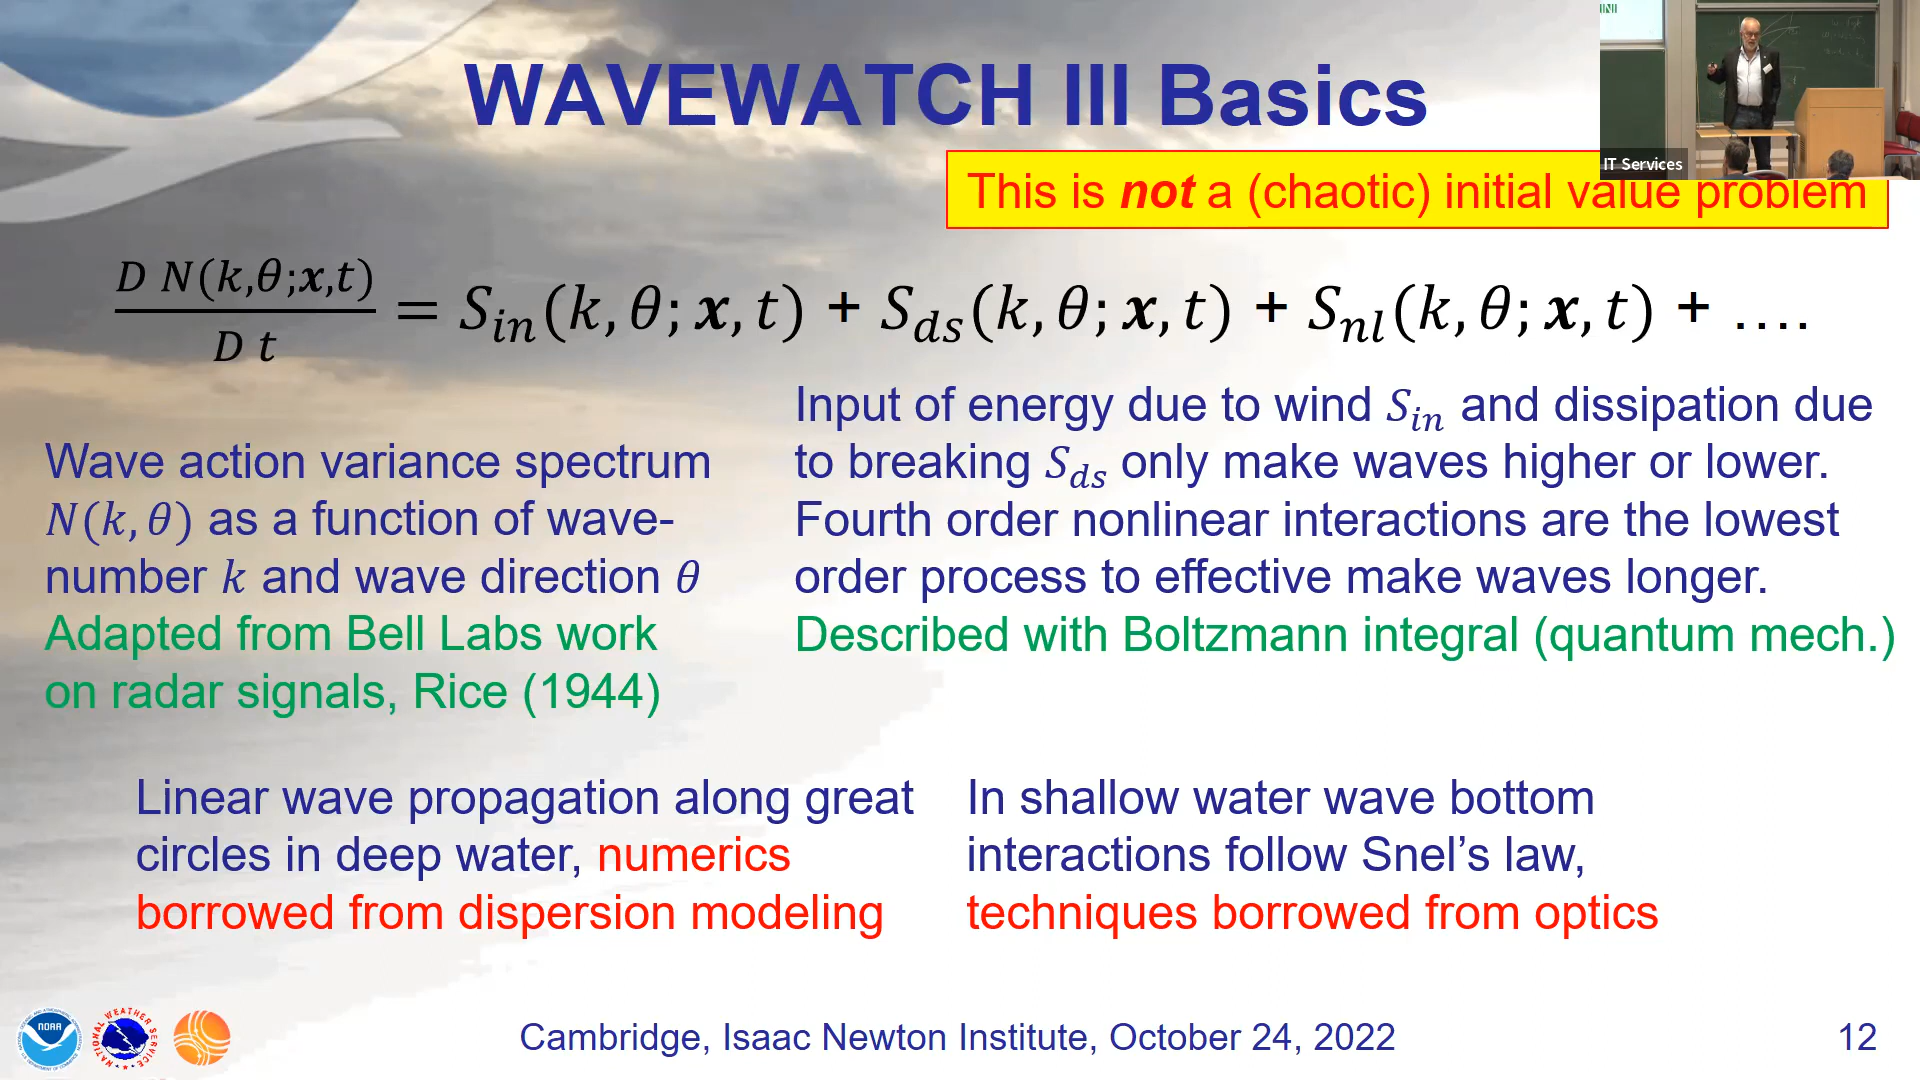 WAVEWATCH III Basics
IT Services
This is not a (chaotic) initial value problem
D N(k,θ;x,t) / D t = S_in(k, θ; x, t) + S_ds(k, θ; x, t) + S_nl(k, θ; x, t) + ....
Wave action variance spectrum
N(k, θ) as a function of wave-
number k and wave direction θ
Adapted from Bell Labs work
on radar signals, Rice (1944)
Input of energy due to wind S_in and dissipation due
to breaking S_ds only make waves higher or lower.
Fourth order nonlinear interactions are the lowest
order process to effective make waves longer.
Described with Boltzmann integral (quantum mech.)
Linear wave propagation along great
circles in deep water, numerics
borrowed from dispersion modeling
In shallow water wave bottom
interactions follow Snel's law,
techniques borrowed from optics
NOAA
NATIONAL WEATHER SERVICE
Cambridge, Isaac Newton Institute, October 24, 2022
12